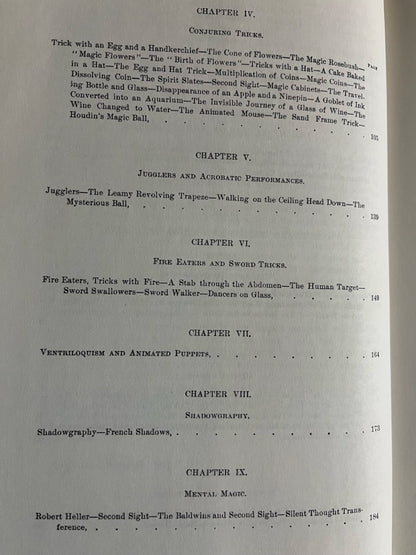 CHAPTER IV.
CONJURING TRICKS.
PAGE
Trick with an Egg and a Handkerchief—The Cone of Flowers—The Magic Rosebush—
"Magic Flowers"—The "Birth of Flowers"—Tricks with a Hat—A Cake Baked
in a Hat—The Egg and Hat Trick—Multiplication of Coins—Magic Coins—The
Dissolving Coin—The Spirit Slates—Second Sight—Magic Cabinets—The Travel-
ing Bottle and Glass—Disappearance of an Apple and a Ninepin—A Goblet of Ink
Converted into an Aquarium—The Invisible Journey of a Glass of Wine—The
Wine Changed to Water—The Animated Mouse—The Sand Frame Trick—
Houdin's Magic Ball, . . . . . . . . . 105
CHAPTER V.
JUGGLERS AND ACROBATIC PERFORMANCES.
Jugglers—The Leamy Revolving Trapeze—Walking on the Ceiling Head Down—The
Mysterious Ball, . . . . . . . . . 139
CHAPTER VI.
FIRE EATERS AND SWORD TRICKS.
Fire Eaters, Tricks with Fire—A Stab through the Abdomen—The Human Target—
Sword Swallowers—Sword Walker—Dancers on Glass, . . . . . 149
CHAPTER VII.
VENTRILOQUISM AND ANIMATED PUPPETS, . . . . . . 164
CHAPTER VIII.
SHADOWGRAPHY.
Shadowgraphy—French Shadows, . . . . . . . . 173
CHAPTER IX.
MENTAL MAGIC.
Robert Heller—Second Sight—The Baldwins and Second Sight—Silent Thought Trans-
ference, . . . . . . . . . . 184